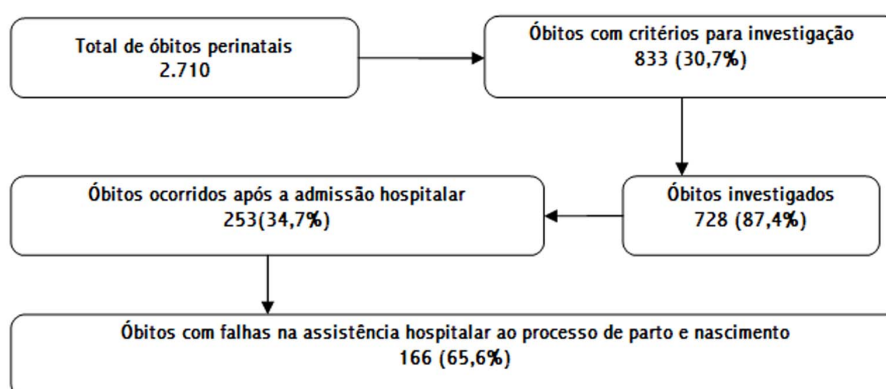 Total de óbitos perinatais
2.710
Óbitos com critérios para investigação
833 (30,7%)
Óbitos ocorridos após a admissão hospitalar
253(34,7%)
Óbitos investigados
728 (87,4%)
Óbitos com falhas na assistência hospitalar ao processo de parto e nascimento
166 (65,6%)